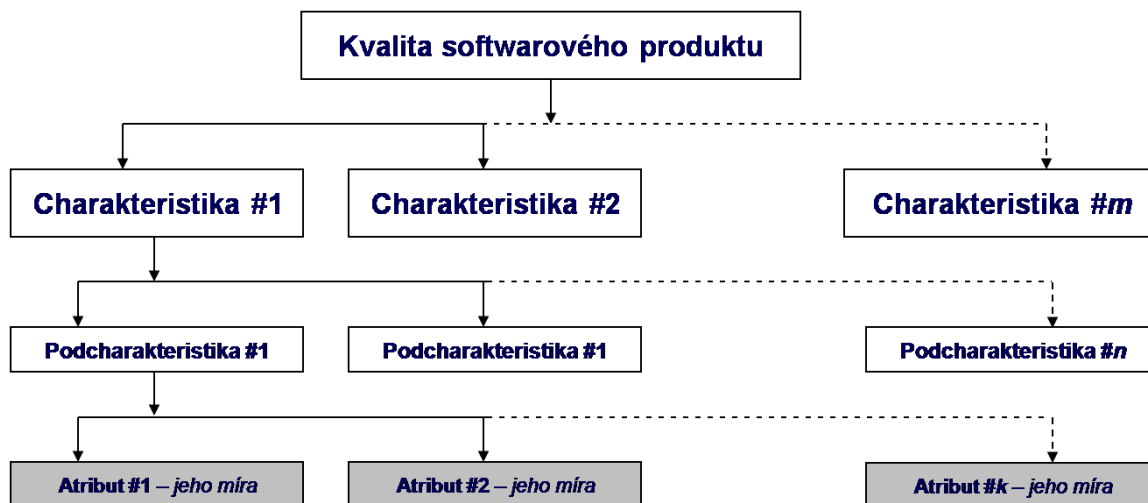 Kvalita softwarového produktu
Charakteristika #1
Charakteristika #2
Charakteristika #m
Podcharakteristika #1
Podcharakteristika #1
Podcharakteristika #n
Atribut #1 – jeho míra
Atribut #2 – jeho míra
Atribut #k – jeho míra